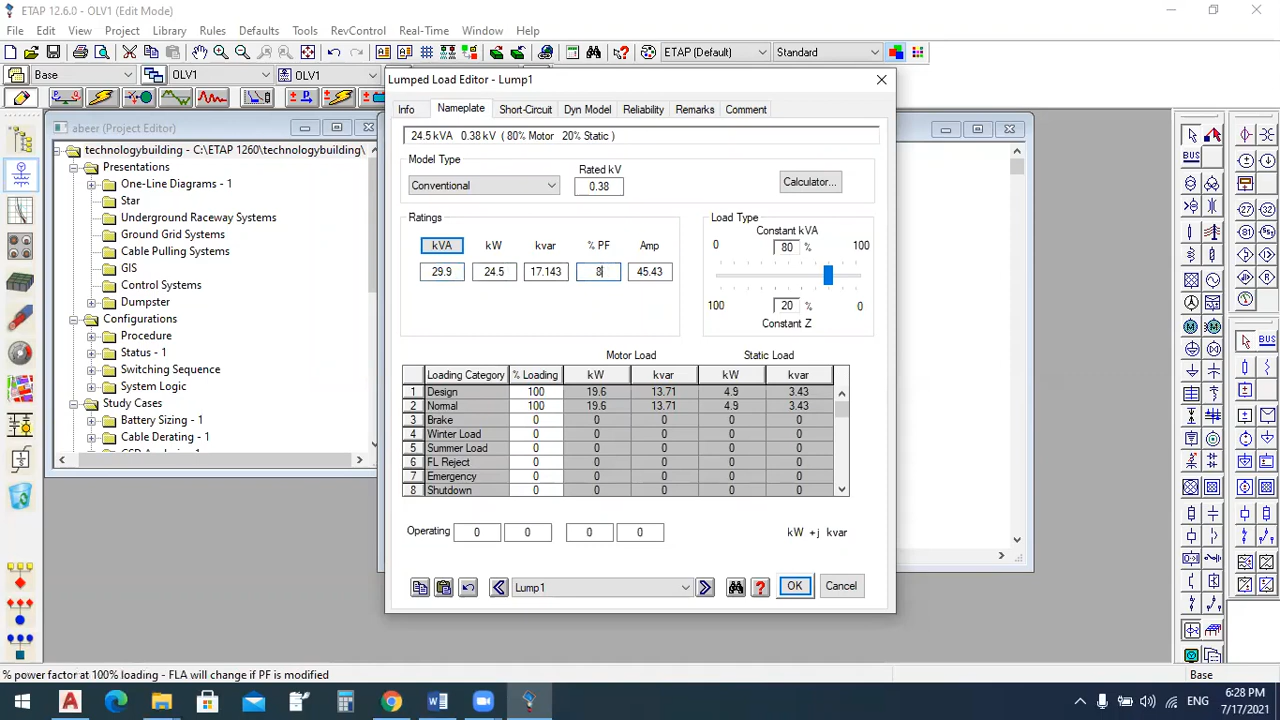 ETAP 12.6.0 - OLV1 (Edit Mode)
File Edit View Project Library Rules Defaults Tools RevControl Real-Time Window Help
ETAP (Default) Standard
Base OLV1 OLV1
abeer (Project Editor)
technologybuilding - C:\ETAP 1260\technologybuilding\
Presentations
One-Line Diagrams - 1
Star
Underground Raceway Systems
Ground Grid Systems
Cable Pulling Systems
GIS
Control Systems
Dumpster
Configurations
Procedure
Status - 1
Switching Sequence
System Logic
Study Cases
Battery Sizing - 1
Cable Derating - 1
Lumped Load Editor - Lump1
Info Nameplate Short-Circuit Dyn Model Reliability Remarks Comment
24.5 kVA 0.38 kV ( 80% Motor 20% Static )
Model Type
Conventional
Rated kV
0.38
Calculator...
Ratings
kVA kW kvar % PF Amp
29.9 24.5 17.143 8 45.43
Load Type
Constant kVA
0 80 % 100
100 20 % 0
Constant Z
Motor Load Static Load
Loading Category % Loading kW kvar kW kvar
1 Design 100 19.6 13.71 4.9 3.43
2 Normal 100 19.6 13.71 4.9 3.43
3 Brake 0 0 0 0 0
4 Winter Load 0 0 0 0 0
5 Summer Load 0 0 0 0 0
6 FL Reject 0 0 0 0 0
7 Emergency 0 0 0 0 0
8 Shutdown 0 0 0 0 0
Operating 0 0 0 0 kW +j kvar
Lump1 OK Cancel
BUS
BUS
% power factor at 100% loading - FLA will change if PF is modified
Base
ENG
6:28 PM
7/17/2021